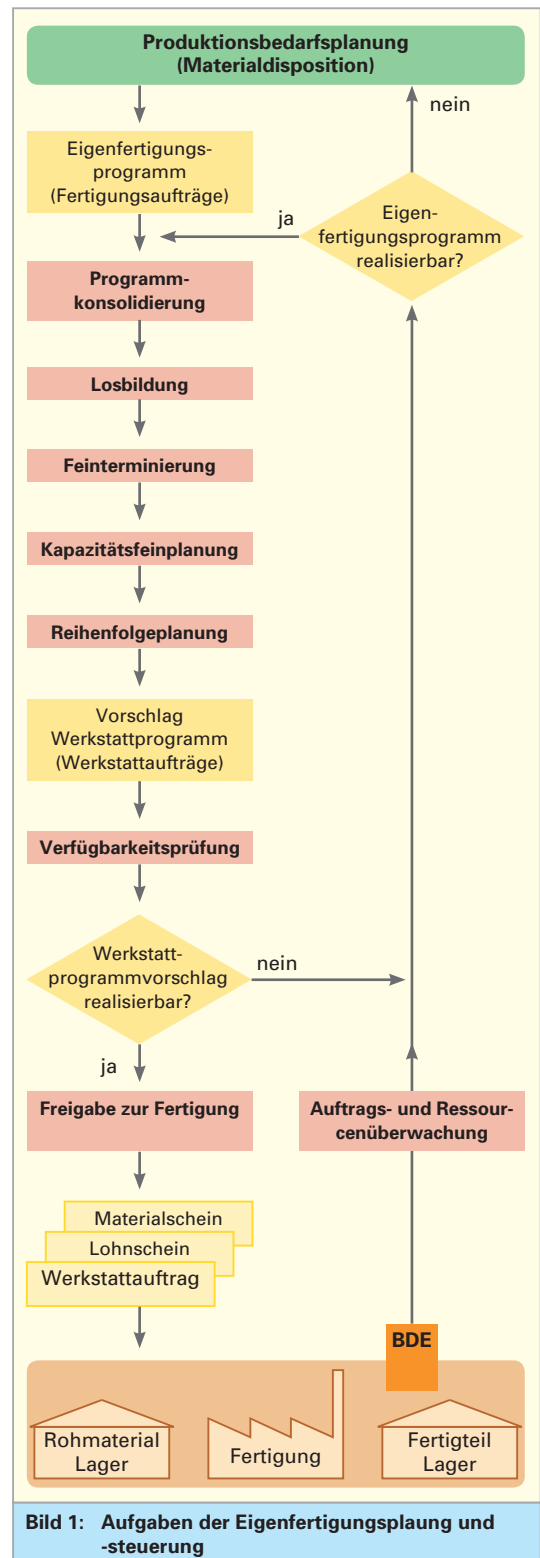 Produktionsbedarfsplanung
(Materialdisposition)
nein
Eigenfertigungs-
programm
(Fertigungsaufträge)
ja
Eigen-
fertigungsprogramm
realisierbar?
Programm-
konsolidierung
Losbildung
Feinterminierung
Kapazitätsfeinplanung
Reihenfolgeplanung
Vorschlag
Werkstattprogramm
(Werkstattaufträge)
Verfügbarkeitsprüfung
Werkstatt-
programmvorschlag
realisierbar?
nein
ja
Freigabe zur Fertigung
Auftrags- und Ressour-
cenüberwachung
Materialschein
Lohnschein
Werkstattauftrag
BDE
Rohmaterial
Lager
Fertigung
Fertigteil
Lager
Bild 1: Aufgaben der Eigenfertigungsplaung und
-steuerung